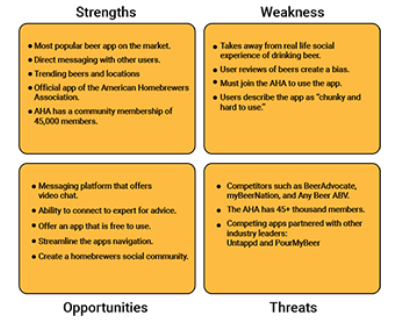 Strengths
• Most popular beer app on the market.
• Direct messaging with other users.
• Trending beers and locations
• Official app of the American Homebrewers
Association.
• AHA has a community membership of
45,000 members.
Weakness
• Takes away from real life social
experience of drinking beer.
• User reviews of beers create a bias.
• Must join the AHA to use the app.
• Users describe the app as "chunky and
hard to use."
• Messaging platform that offers
video chat.
• Ability to connect to expert for advice.
• Offer an app that is free to use.
• Streamline the apps navigation.
• Create a homebrewers social community.
Opportunities
• Competitors such as BeerAdvocate,
myBeerNation, and Any Beer ABV.
• The AHA has 45+ thousand members.
• Competing apps partnered with other
industry leaders:
Untappd and PourMyBeer
Threats